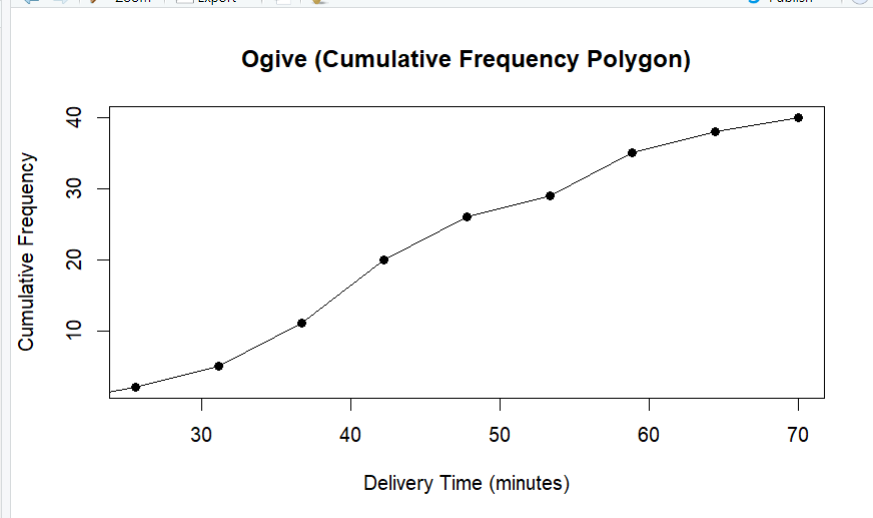 Ogive (Cumulative Frequency Polygon)
Cumulative Frequency
40
30
20
10
30 40 50 60 70
Delivery Time (minutes)